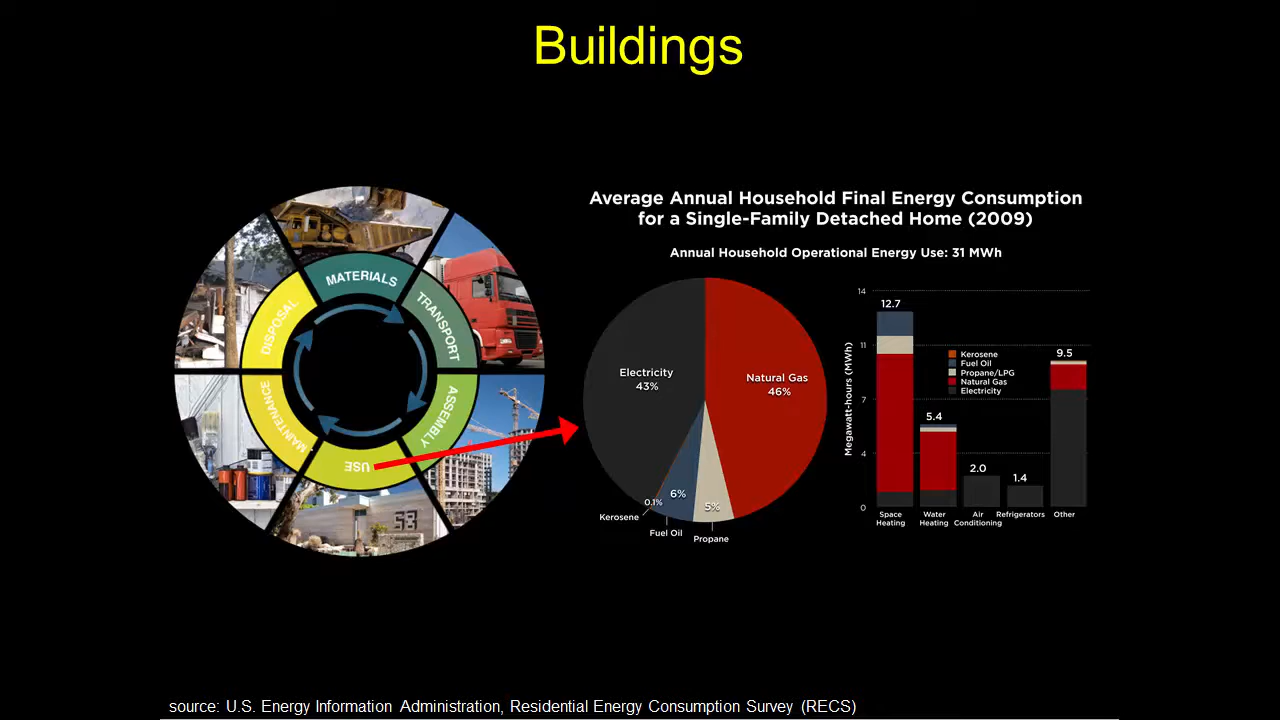 Buildings
MATERIALS
TRANSPORT
ASSEMBLY
USE
MAINTENANCE
DISPOSAL
Average Annual Household Final Energy Consumption
for a Single-Family Detached Home (2009)
Annual Household Operational Energy Use: 31 MWh
Electricity
43%
Natural Gas
46%
0.1%
6%
5%
Kerosene
Fuel Oil
Propane
Megawatt-hours (MWh)
14
11
7
4
0
12.7
5.4
2.0
1.4
9.5
Kerosene
Fuel Oil
Propane/LPG
Natural Gas
Electricity
Space
Heating
Water
Heating
Air
Conditioning
Refrigerators
Other
source: U.S. Energy Information Administration, Residential Energy Consumption Survey (RECS)